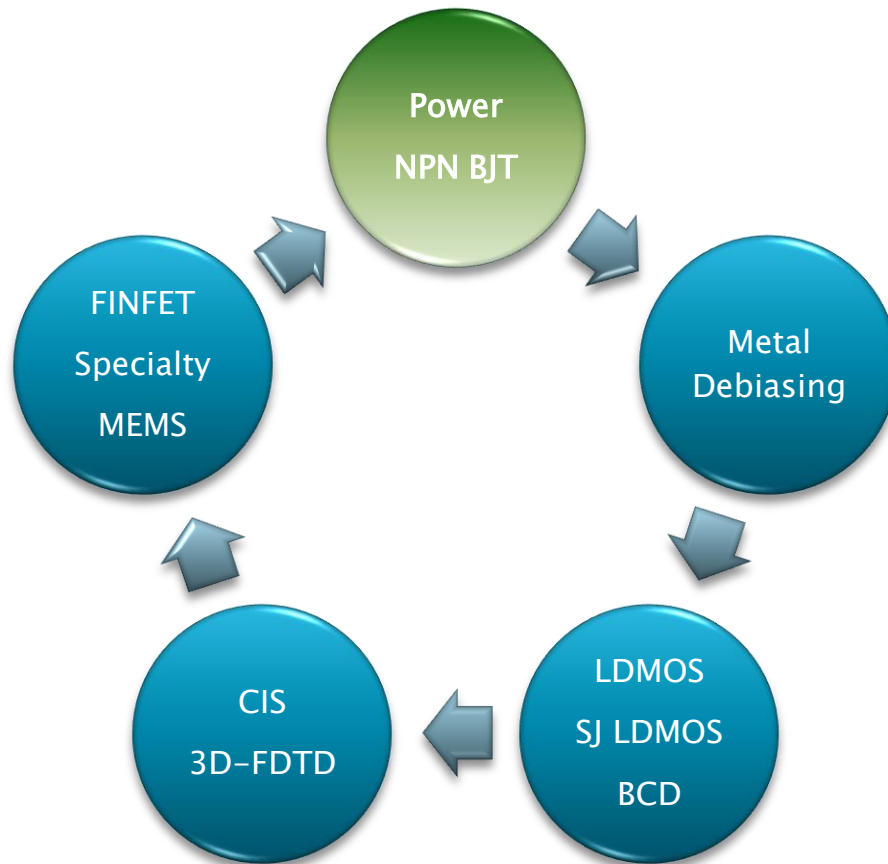 Power
NPN BJT
Metal
Debiasing
LDMOS
SJ LDMOS
BCD
CIS
3D-FDTD
FINFET
Specialty
MEMS